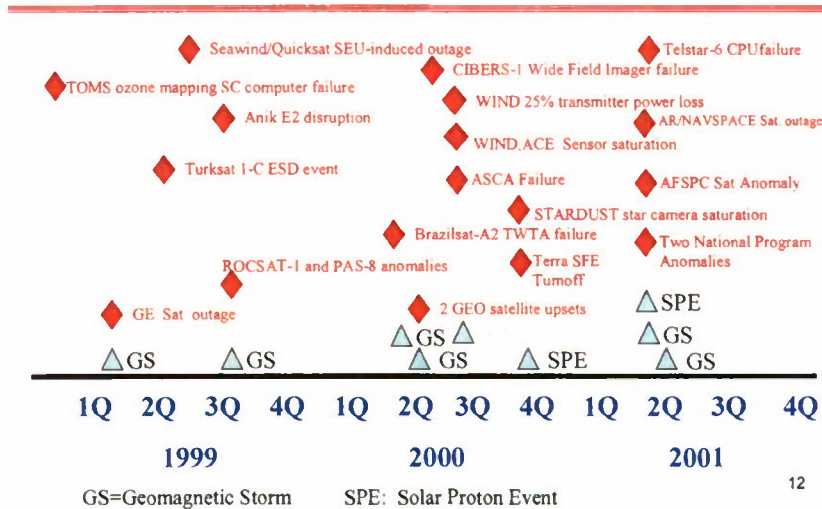 Seawind/Quicksat SEU-induced outage
Telstar-6 CPU failure
CIBERS-1 Wide Field Imager failure
TOMS ozone mapping SC computer failure
WIND 25% transmitter power loss
Anik E2 disruption
AR/NAVSPACE Sat. outage
WIND, ACE Sensor saturation
Turksat 1-C ESD event
ASCA Failure
AFSPC Sat Anomaly
STARDUST star camera saturation
Brazilsat-A2 TWTA failure
Two National Program
Anomalies
ROCSAT-1 and PAS-8 anomalies
Terra SFE
Turnoff
GE Sat outage
2 GEO satellite upsets
SPE
GS
GS
GS
GS
GS
SPE
GS
1Q 2Q 3Q 4Q 1Q 2Q 3Q 4Q 1Q 2Q 3Q 4Q
1999 2000 2001
GS=Geomagnetic Storm SPE: Solar Proton Event
12